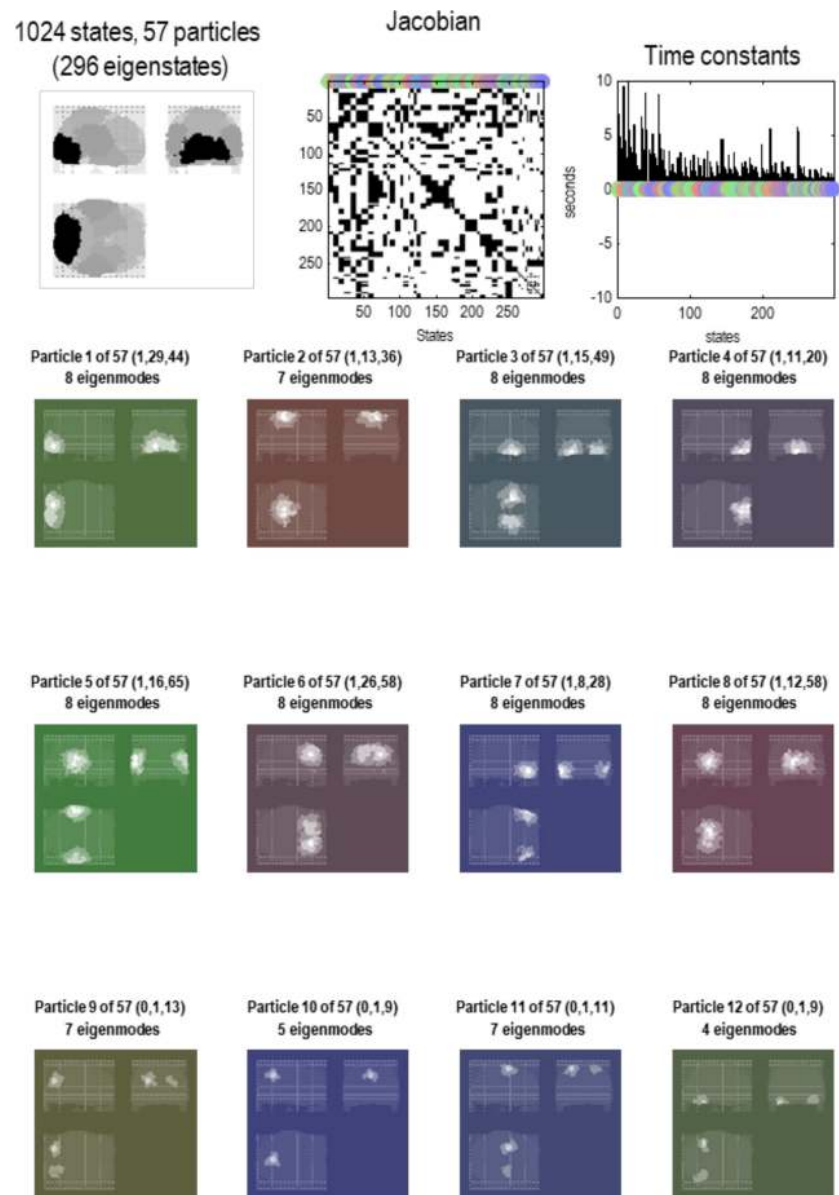 1024 states, 57 particles
(296 eigenstates)
Jacobian
50
100
150
200
250
50 100 150 200 250
States
Time constants
seconds
10
5
0
-5
-10
0 100 200
states
Particle 1 of 57 (1,29,44)
8 eigenmodes
Particle 2 of 57 (1,13,36)
7 eigenmodes
Particle 3 of 57 (1,15,49)
8 eigenmodes
Particle 4 of 57 (1,11,20)
8 eigenmodes
Particle 5 of 57 (1,16,65)
8 eigenmodes
Particle 6 of 57 (1,26,58)
8 eigenmodes
Particle 7 of 57 (1,8,28)
8 eigenmodes
Particle 8 of 57 (1,12,58)
8 eigenmodes
Particle 9 of 57 (0,1,13)
7 eigenmodes
Particle 10 of 57 (0,1,9)
5 eigenmodes
Particle 11 of 57 (0,1,11)
7 eigenmodes
Particle 12 of 57 (0,1,9)
4 eigenmodes